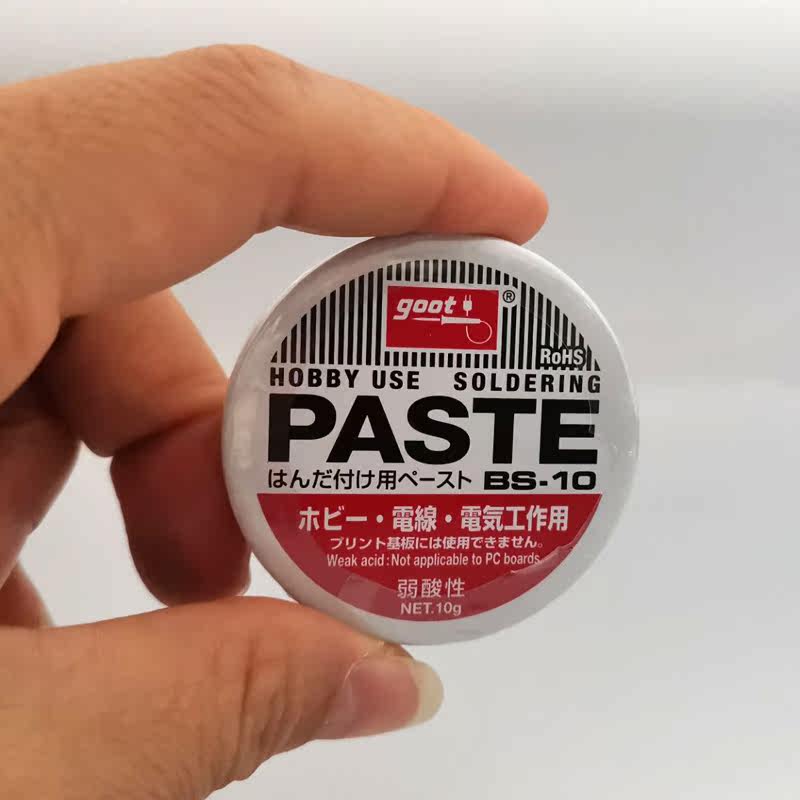 goot ®
RoHS
HOBBY USE SOLDERING
PASTE
はんだ付け用ペースト BS-10
ホビー・電線・電気工作用
プリント基板には使用できません。
Weak acid : Not applicable to PC boards.
弱酸性
NET.10g